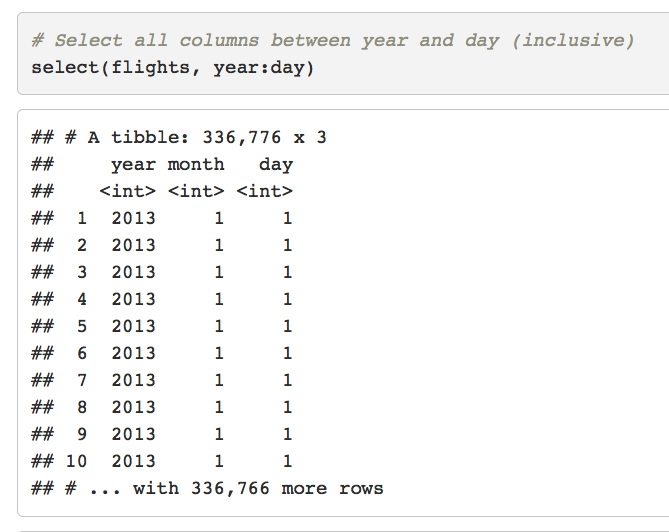 # Select all columns between year and day (inclusive)
select(flights, year:day)
## # A tibble: 336,776 x 3
##     year month   day
##    <int> <int> <int>
##  1  2013     1     1
##  2  2013     1     1
##  3  2013     1     1
##  4  2013     1     1
##  5  2013     1     1
##  6  2013     1     1
##  7  2013     1     1
##  8  2013     1     1
##  9  2013     1     1
## 10  2013     1     1
## # ... with 336,766 more rows